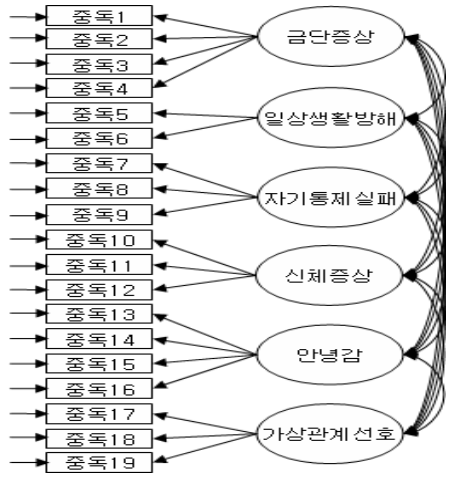 중독1
중독2
중독3
중독4
중독5
중독6
중독7
중독8
중독9
중독10
중독11
중독12
중독13
중독14
중독15
중독16
중독17
중독18
중독19
금단증상
일상생활방해
자기통제실패
신체증상
안녕감
가상관계선호